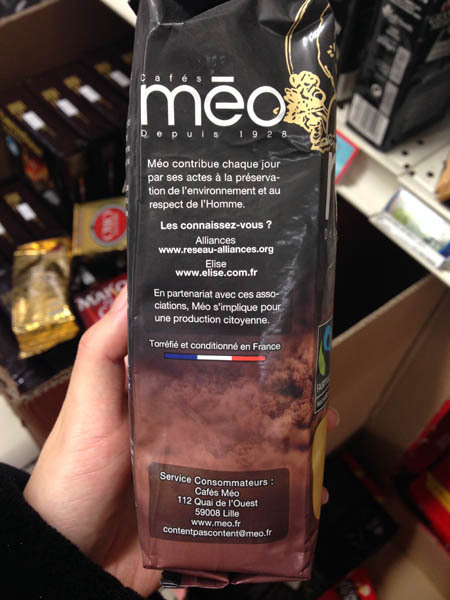 Cafés
mēo
Depuis 1928
Méo contribue chaque jour
par ses actes à la préserva-
tion de l'environnement et au
respect de l'Homme.
Les connaissez-vous ?
Alliances
www.reseau-alliances.org
Elise
www.elise.com.fr
En partenariat avec ces asso-
ciations, Méo s'implique pour
une production citoyenne.
Torréfié et conditionné en France
Service Consommateurs :
Cafés Méo
112 Quai de l'Ouest
59008 Lille
www.meo.fr
contentpascontent@meo.fr